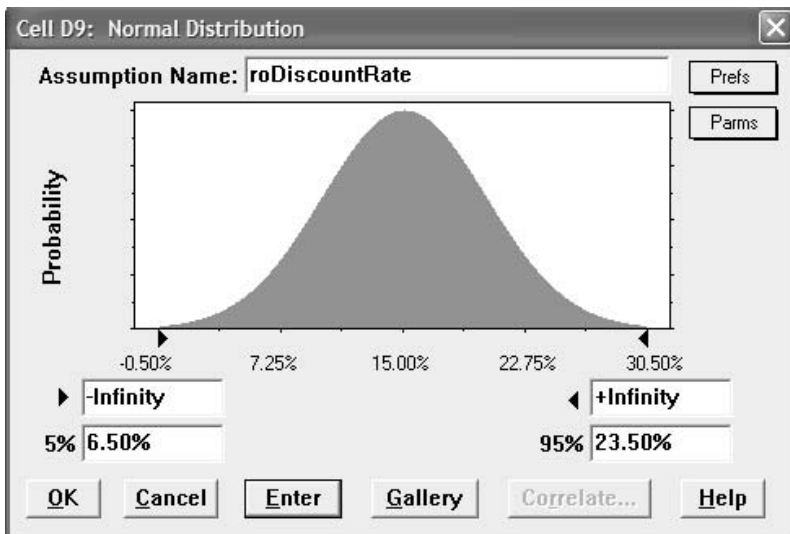 Cell D9: Normal Distribution
Assumption Name: roDiscountRate
Prefs
Parms
Probability
-0.50% 7.25% 15.00% 22.75% 30.50%
-Infinity +Infinity
5% 6.50% 95% 23.50%
OK Cancel Enter Gallery Correlate... Help